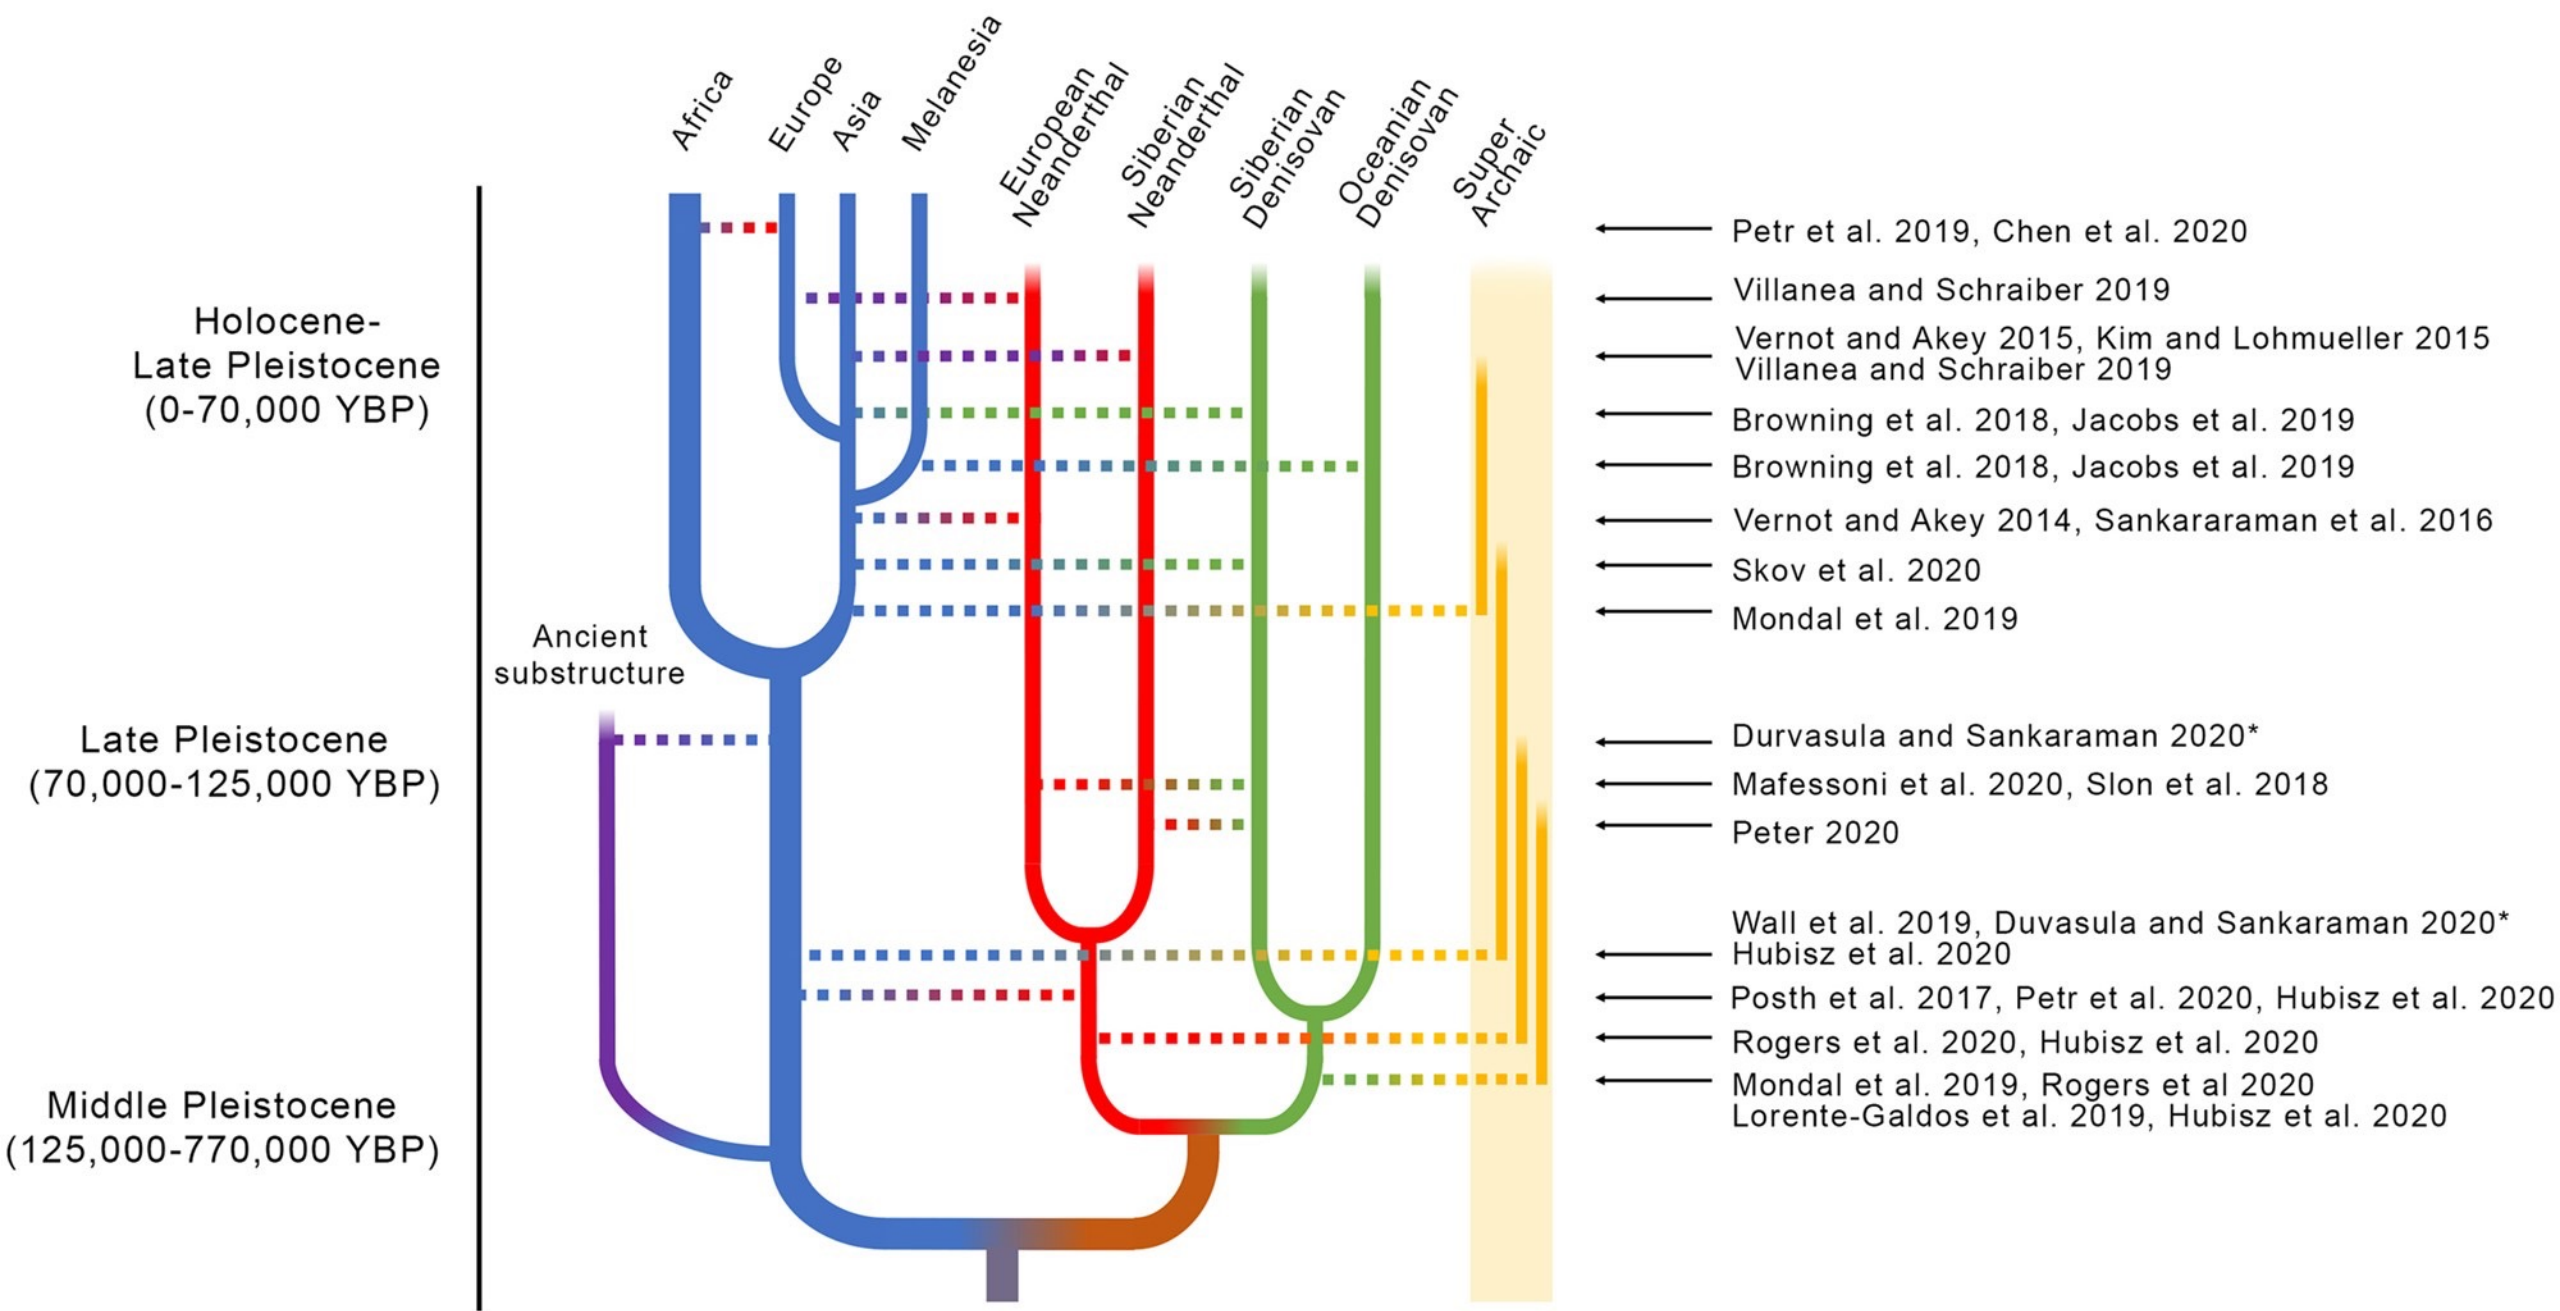 Africa
Europe
Asia
Melanesia
European
Neanderthal
Siberian
Neanderthal
Siberian
Denisovan
Oceanian
Denisovan
Super
Archaic
Holocene-
Late Pleistocene
(0-70,000 YBP)
Ancient
substructure
Late Pleistocene
(70,000-125,000 YBP)
Middle Pleistocene
(125,000-770,000 YBP)
Petr et al. 2019, Chen et al. 2020
Villanea and Schraiber 2019
Vernot and Akey 2015, Kim and Lohmueller 2015
Villanea and Schraiber 2019
Browning et al. 2018, Jacobs et al. 2019
Browning et al. 2018, Jacobs et al. 2019
Vernot and Akey 2014, Sankararaman et al. 2016
Skov et al. 2020
Mondal et al. 2019
Durvasula and Sankaraman 2020*
Mafessoni et al. 2020, Slon et al. 2018
Peter 2020
Wall et al. 2019, Duvasula and Sankaraman 2020*
Hubisz et al. 2020
Posth et al. 2017, Petr et al. 2020, Hubisz et al. 2020
Rogers et al. 2020, Hubisz et al. 2020
Mondal et al. 2019, Rogers et al 2020
Lorente-Galdos et al. 2019, Hubisz et al. 2020